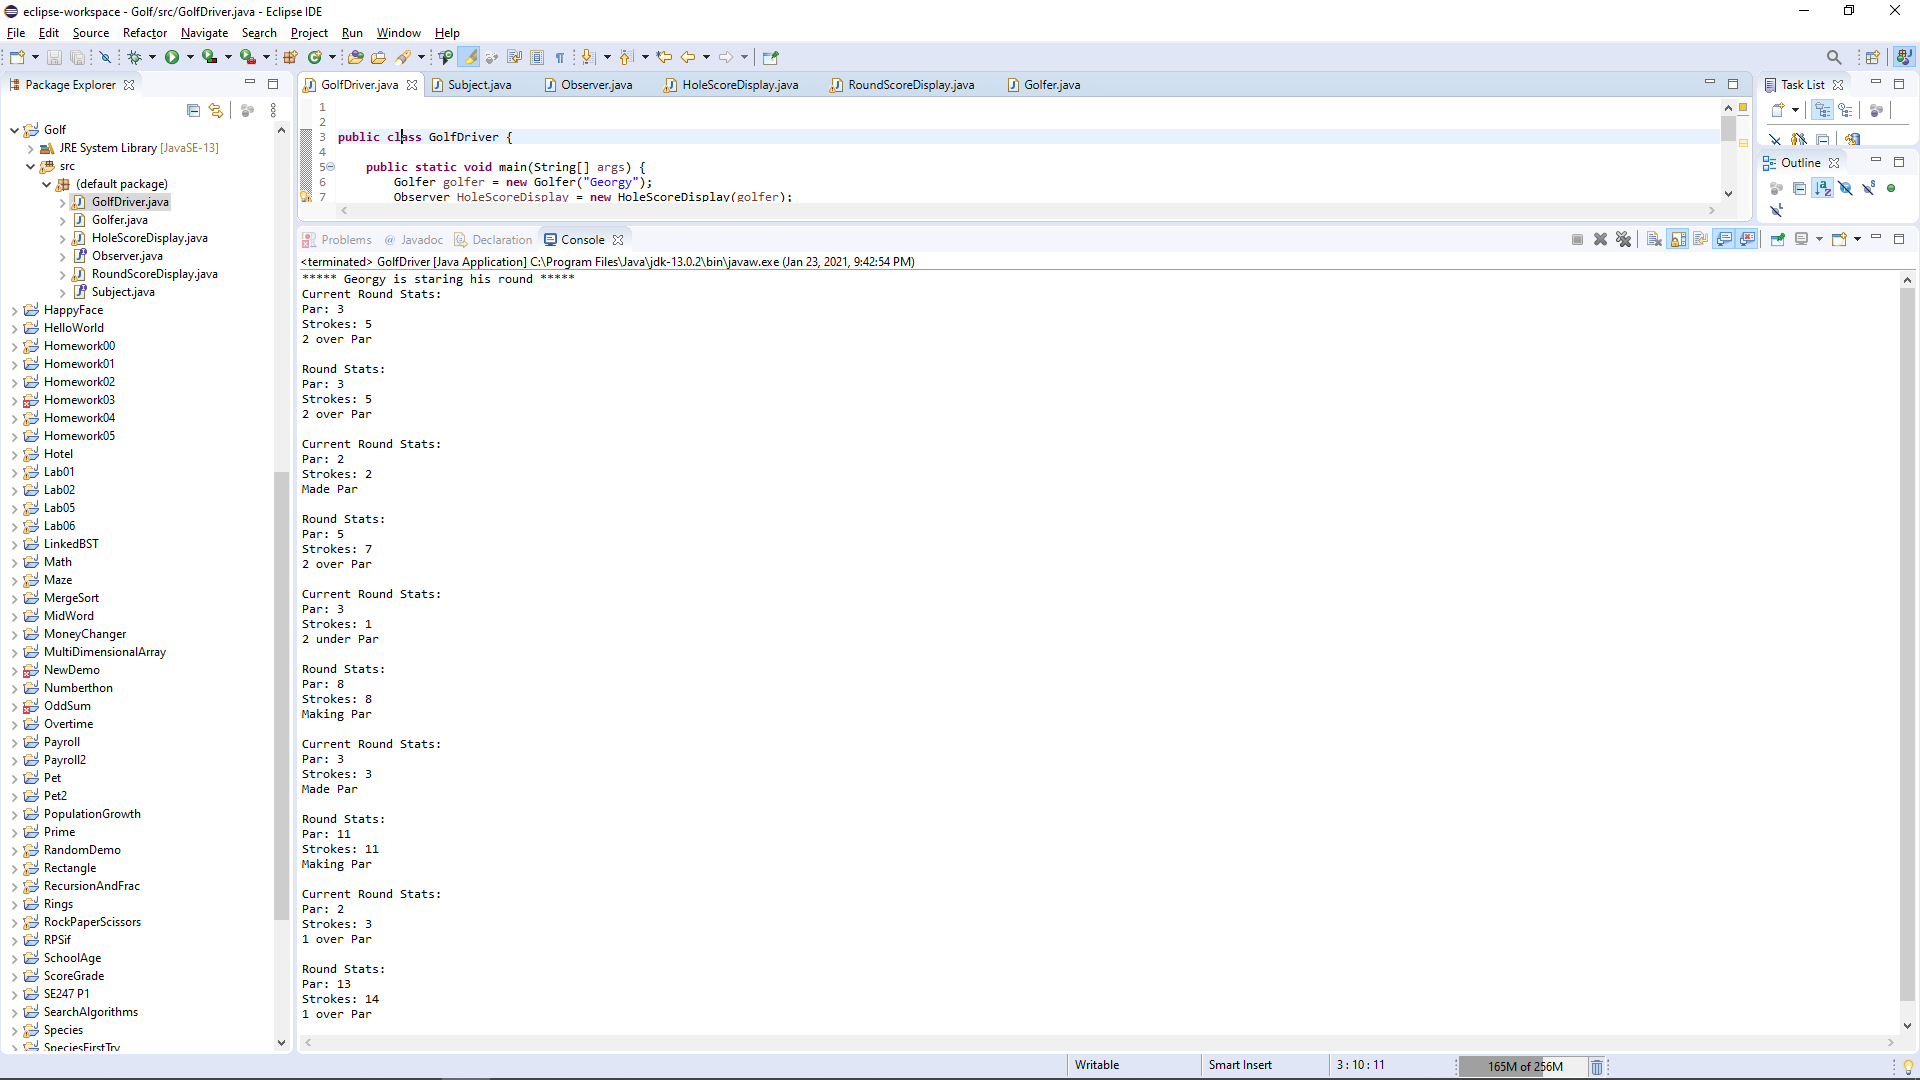 eclipse-workspace - Golf/src/GolfDriver.java - Eclipse IDE
File Edit Source Refactor Navigate Search Project Run Window Help
Package Explorer
GolfDriver.java Subject.java Observer.java HoleScoreDisplay.java RoundScoreDisplay.java Golfer.java
Task List
Golf
JRE System Library [JavaSE-13]
src
(default package)
GolfDriver.java
Golfer.java
HoleScoreDisplay.java
Observer.java
RoundScoreDisplay.java
Subject.java
HappyFace
HelloWorld
Homework00
Homework01
Homework02
Homework03
Homework04
Homework05
Hotel
Lab01
Lab02
Lab05
Lab06
LinkedBST
Math
Maze
MergeSort
MidWord
MoneyChanger
MultiDimensionalArray
NewDemo
Numberthon
OddSum
Overtime
Payroll
Payroll2
Pet
Pet2
PopulationGrowth
Prime
RandomDemo
Rectangle
RecursionAndFrac
Rings
RockPaperScissors
RPSif
SchoolAge
ScoreGrade
SE247 P1
SearchAlgorithms
Species
SpeciesFirstTry
1
2
3 public class GolfDriver {
4
5 public static void main(String[] args) {
6 Golfer golfer = new Golfer("Georgy");
7 Observer HoleScoreDisplay = new HoleScoreDisplay(golfer);
Outline
Problems @ Javadoc Declaration Console
<terminated> GolfDriver [Java Application] C:\Program Files\Java\jdk-13.0.2\bin\javaw.exe (Jan 23, 2021, 9:42:54 PM)
***** Georgy is staring his round *****
Current Round Stats:
Par: 3
Strokes: 5
2 over Par
Round Stats:
Par: 3
Strokes: 5
2 over Par
Current Round Stats:
Par: 2
Strokes: 2
Made Par
Round Stats:
Par: 5
Strokes: 7
2 over Par
Current Round Stats:
Par: 3
Strokes: 1
2 under Par
Round Stats:
Par: 8
Strokes: 8
Making Par
Current Round Stats:
Par: 3
Strokes: 3
Made Par
Round Stats:
Par: 11
Strokes: 11
Making Par
Current Round Stats:
Par: 2
Strokes: 3
1 over Par
Round Stats:
Par: 13
Strokes: 14
1 over Par
Writable Smart Insert 3 : 10 : 11 165M of 256M